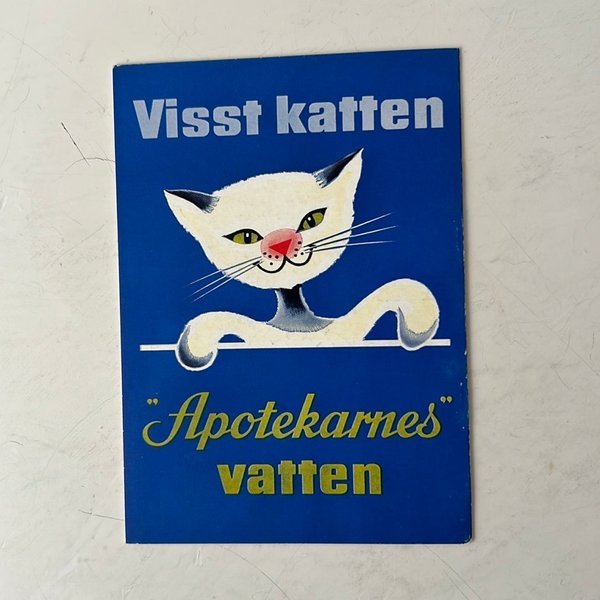 Visst katten
"Apotekarnes"
vatten